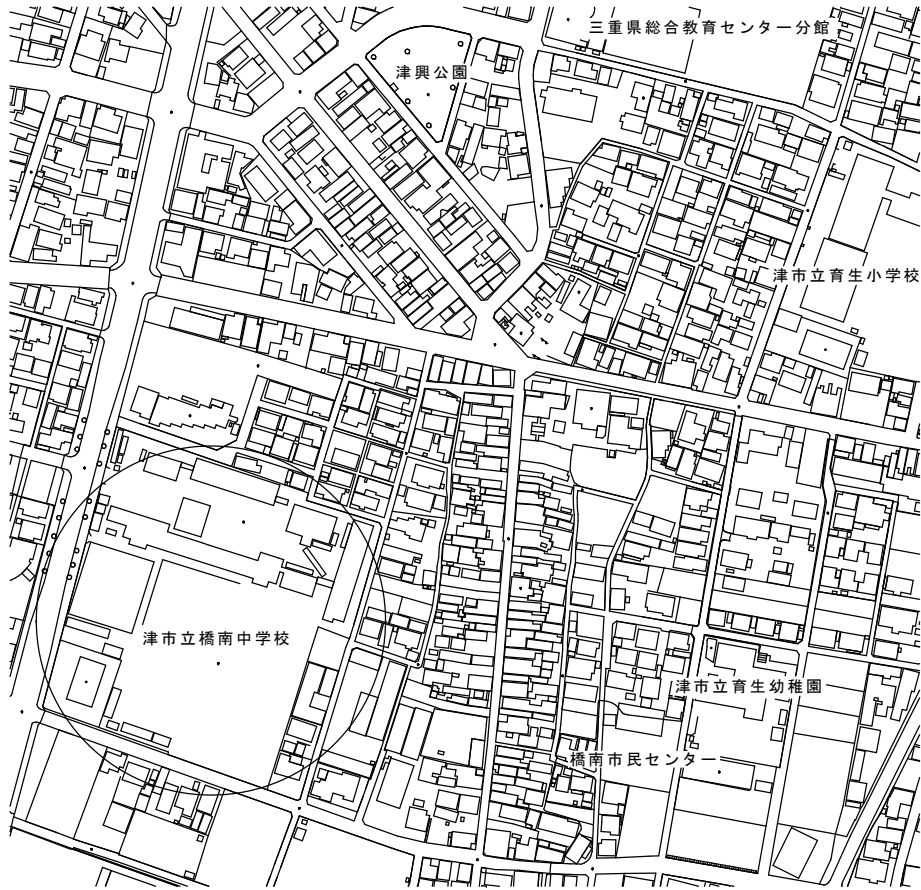 三重県総合教育センター分館
津興公園
津市立育生小学校
津市立橋南中学校
津市立育生幼稚園
橋南市民センター